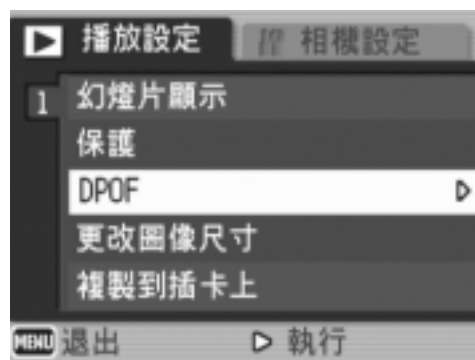 播放設定 相機設定
1 幻燈片顯示
保護
DPOF
更改圖像尺寸
複製到插卡上
MENU 退出 執行